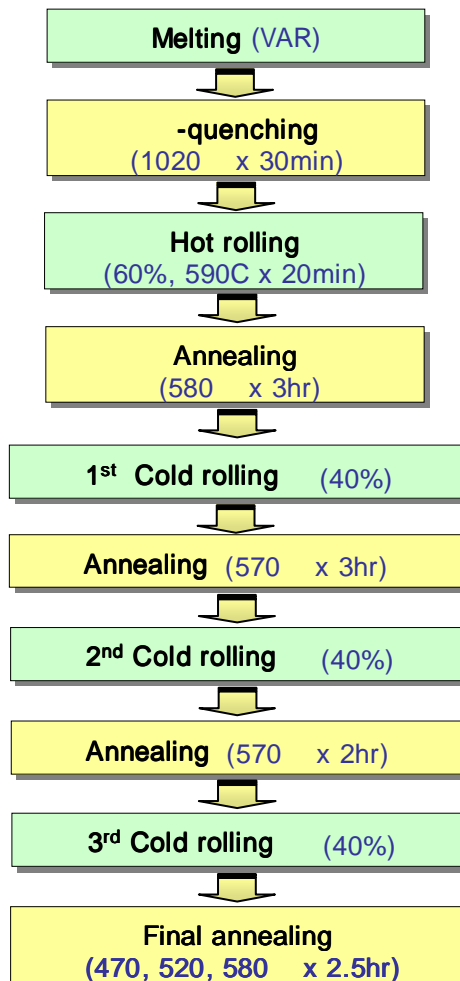 Melting (VAR)
-quenching
(1020 x 30min)
Hot rolling
(60%, 590C x 20min)
Annealing
(580 x 3hr)
1st Cold rolling (40%)
Annealing (570 x 3hr)
2nd Cold rolling (40%)
Annealing (570 x 2hr)
3rd Cold rolling (40%)
Final annealing
(470, 520, 580 x 2.5hr)